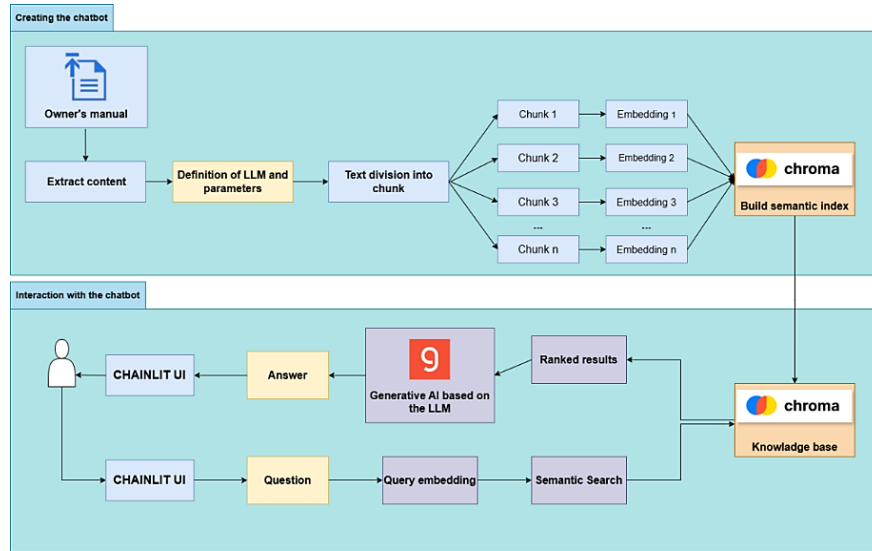 Creating the chatbot
Owner's manual
Extract content
Definition of LLM and
parameters
Text division into
chunk
Chunk 1
Embedding 1
Chunk 2
Embedding 2
Chunk 3
Embedding 3
...
...
Chunk n
Embedding n
chroma
Build semantic index
Interaction with the chatbot
CHAINLIT UI
Answer
g
Generative AI based on
the LLM
Ranked results
chroma
Knowladge base
CHAINLIT UI
Question
Query embedding
Semantic Search